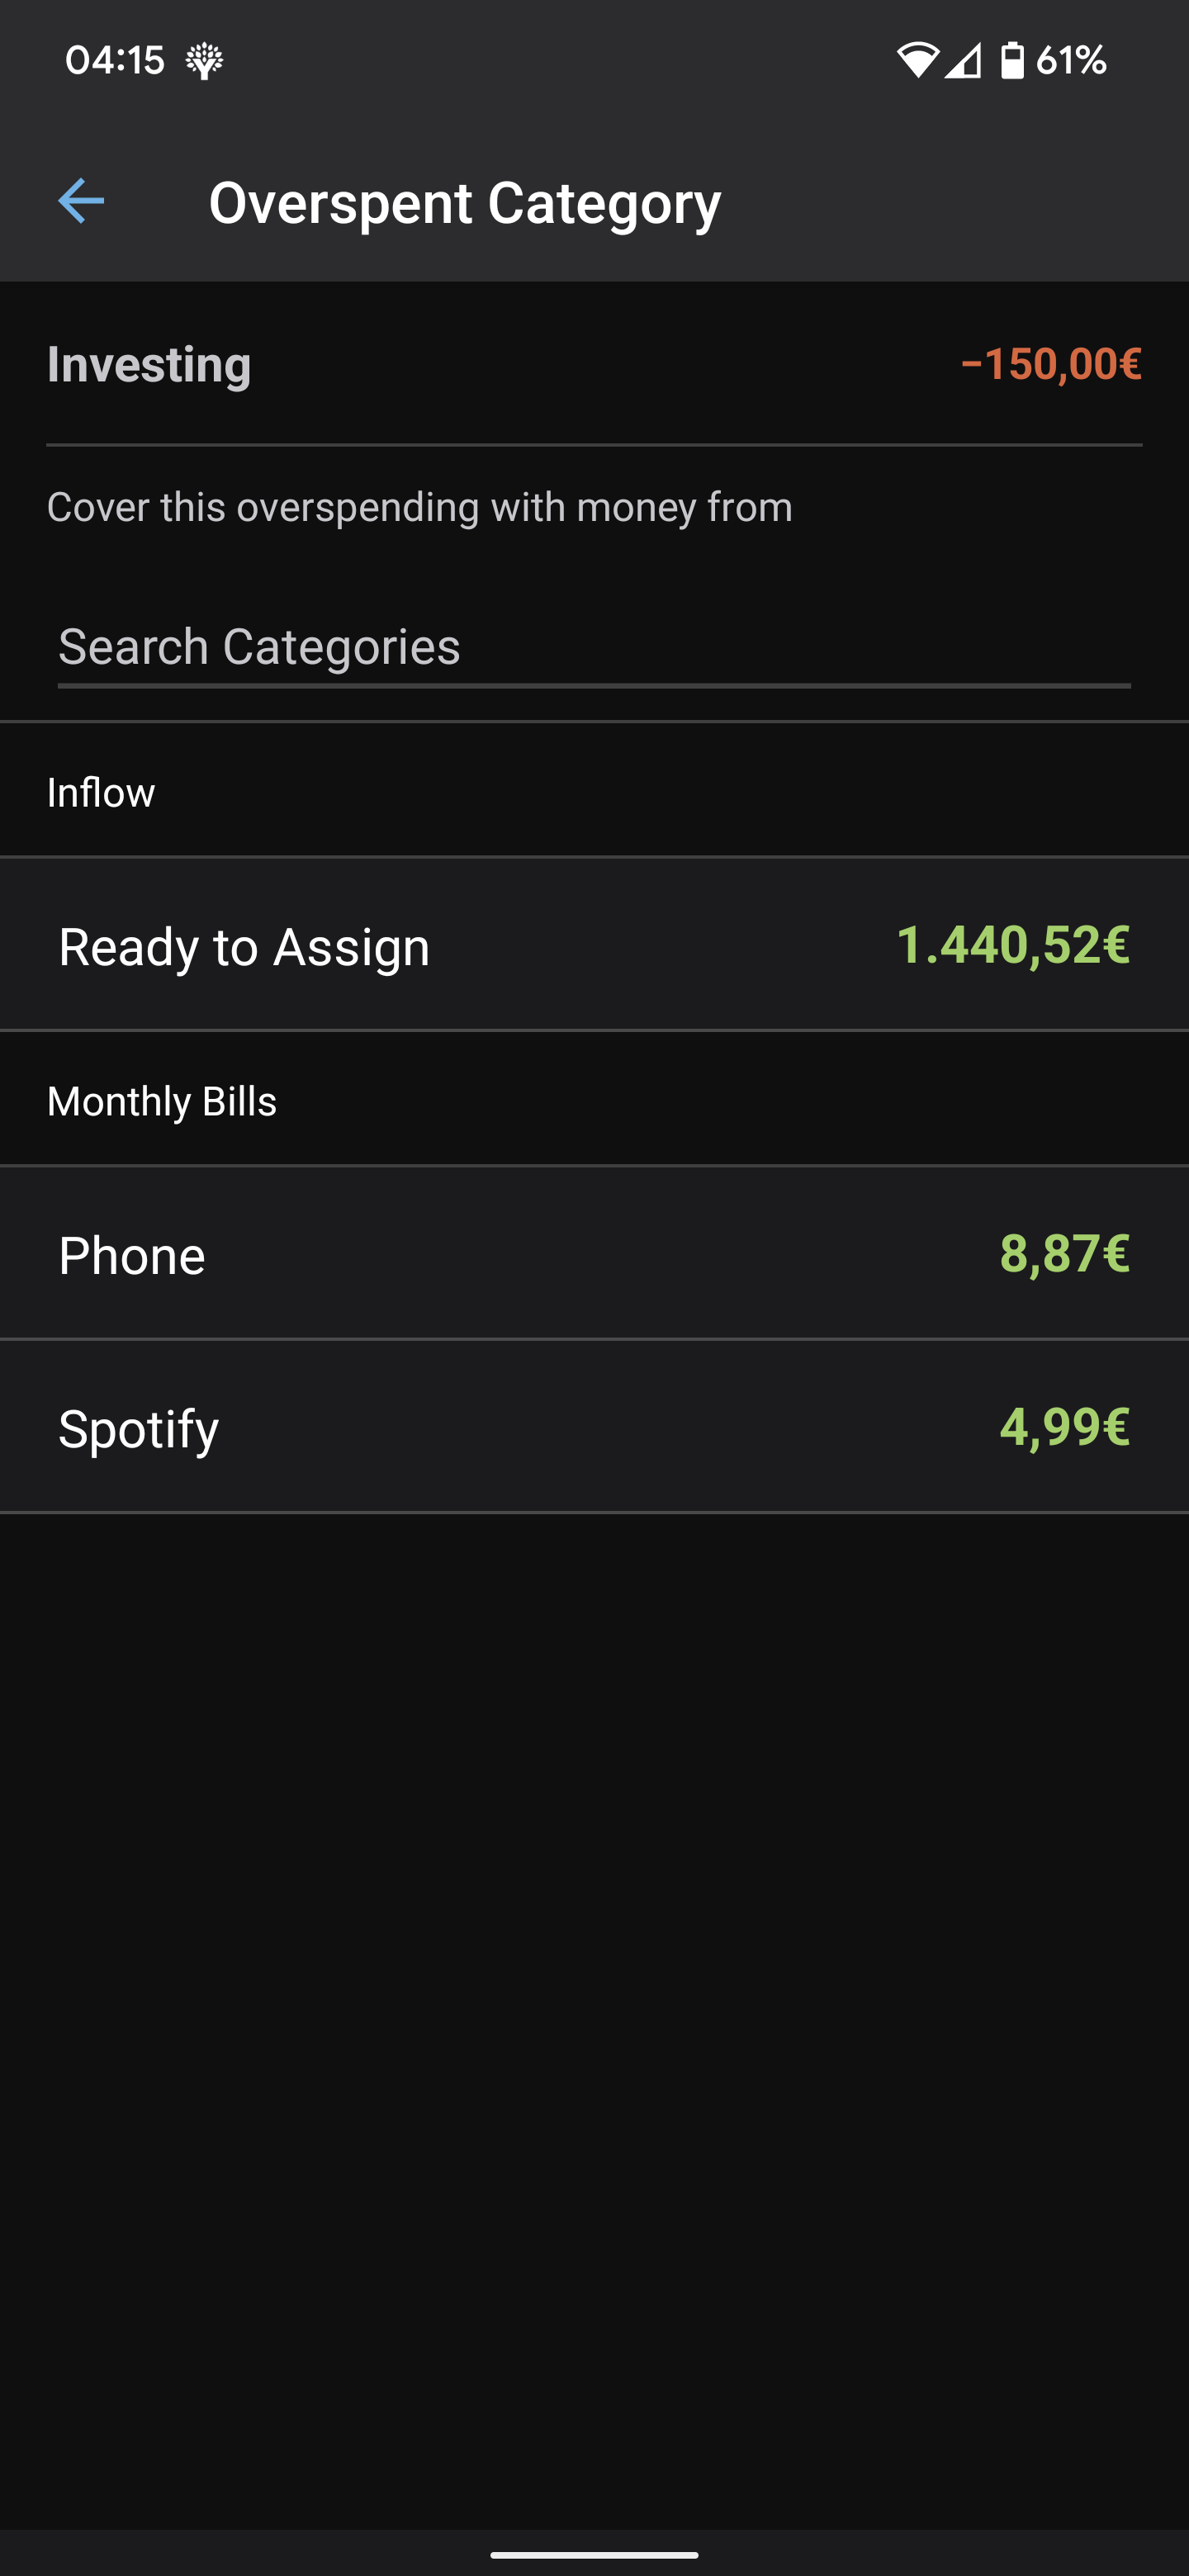 04:15 61%
Overspent Category
Investing −150,00€
Cover this overspending with money from
Search Categories
Inflow
Ready to Assign 1.440,52€
Monthly Bills
Phone 8,87€
Spotify 4,99€